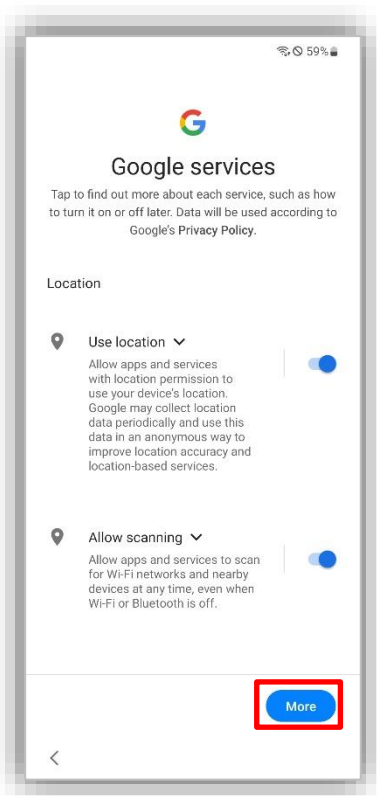 59%
G
Google services
Tap to find out more about each service, such as how
to turn it on or off later. Data will be used according to
Google's Privacy Policy.
Location
Use location
Allow apps and services
with location permission to
use your device's location.
Google may collect location
data periodically and use this
data in an anonymous way to
improve location accuracy and
location-based services.
Allow scanning
Allow apps and services to scan
for Wi-Fi networks and nearby
devices at any time, even when
Wi-Fi or Bluetooth is off.
More